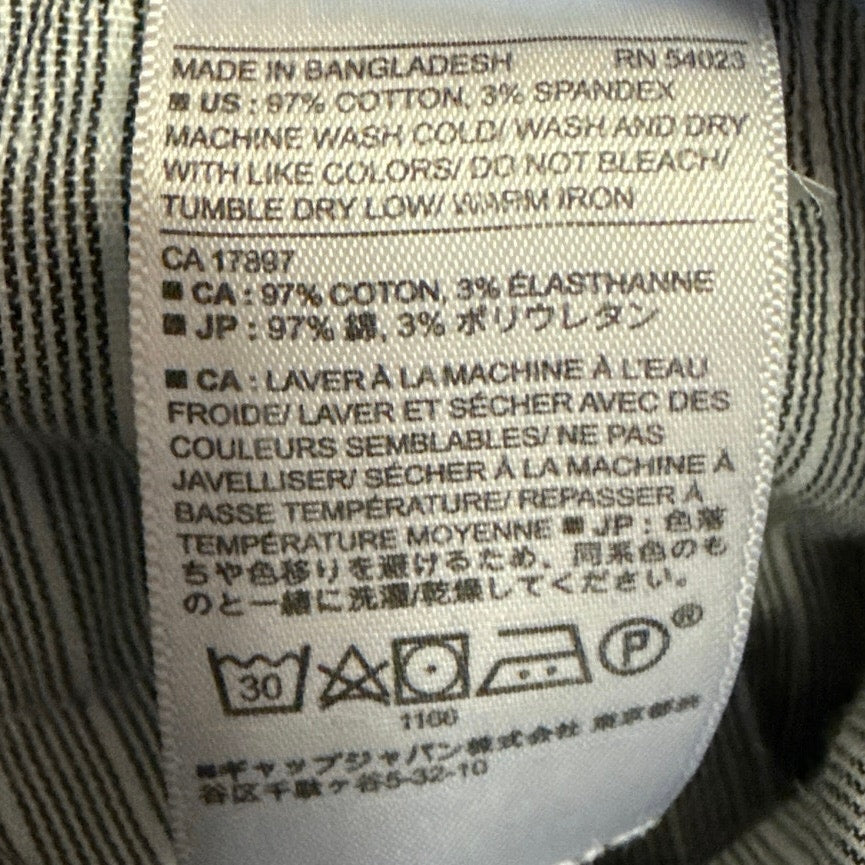 MADE IN BANGLADESH RN 54023
■ US : 97% COTTON, 3% SPANDEX
MACHINE WASH COLD/ WASH AND DRY
WITH LIKE COLORS/ DO NOT BLEACH/
TUMBLE DRY LOW/ WARM IRON
CA 17897
■ CA : 97% COTON, 3% ÉLASTHANNE
■ JP : 97% 綿, 3% ポリウレタン
■ CA : LAVER À LA MACHINE À L'EAU
FROIDE/ LAVER ET SÉCHER AVEC DES
COULEURS SEMBLABLES/ NE PAS
JAVELLISER/ SÉCHER À LA MACHINE À
BASSE TEMPÉRATURE/ REPASSER À
TEMPÉRATURE MOYENNE ■ JP : 色落
ちや色移りを避けるため、同系色のも
のと一緒に洗濯/乾燥してください。
30 P®
1100
■ギャップジャパン株式会社 東京都渋
谷区千駄ヶ谷5-32-10